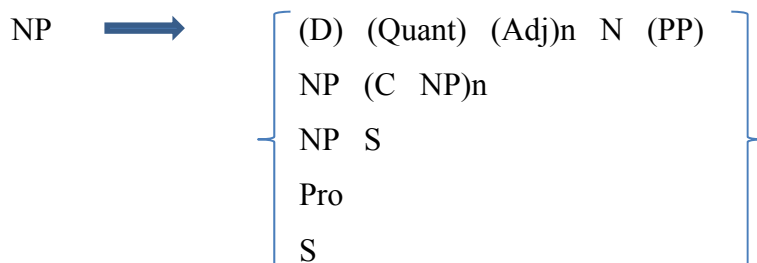 NP (D) (Quant) (Adj)n N (PP)
NP (C NP)n
NP S
Pro
S